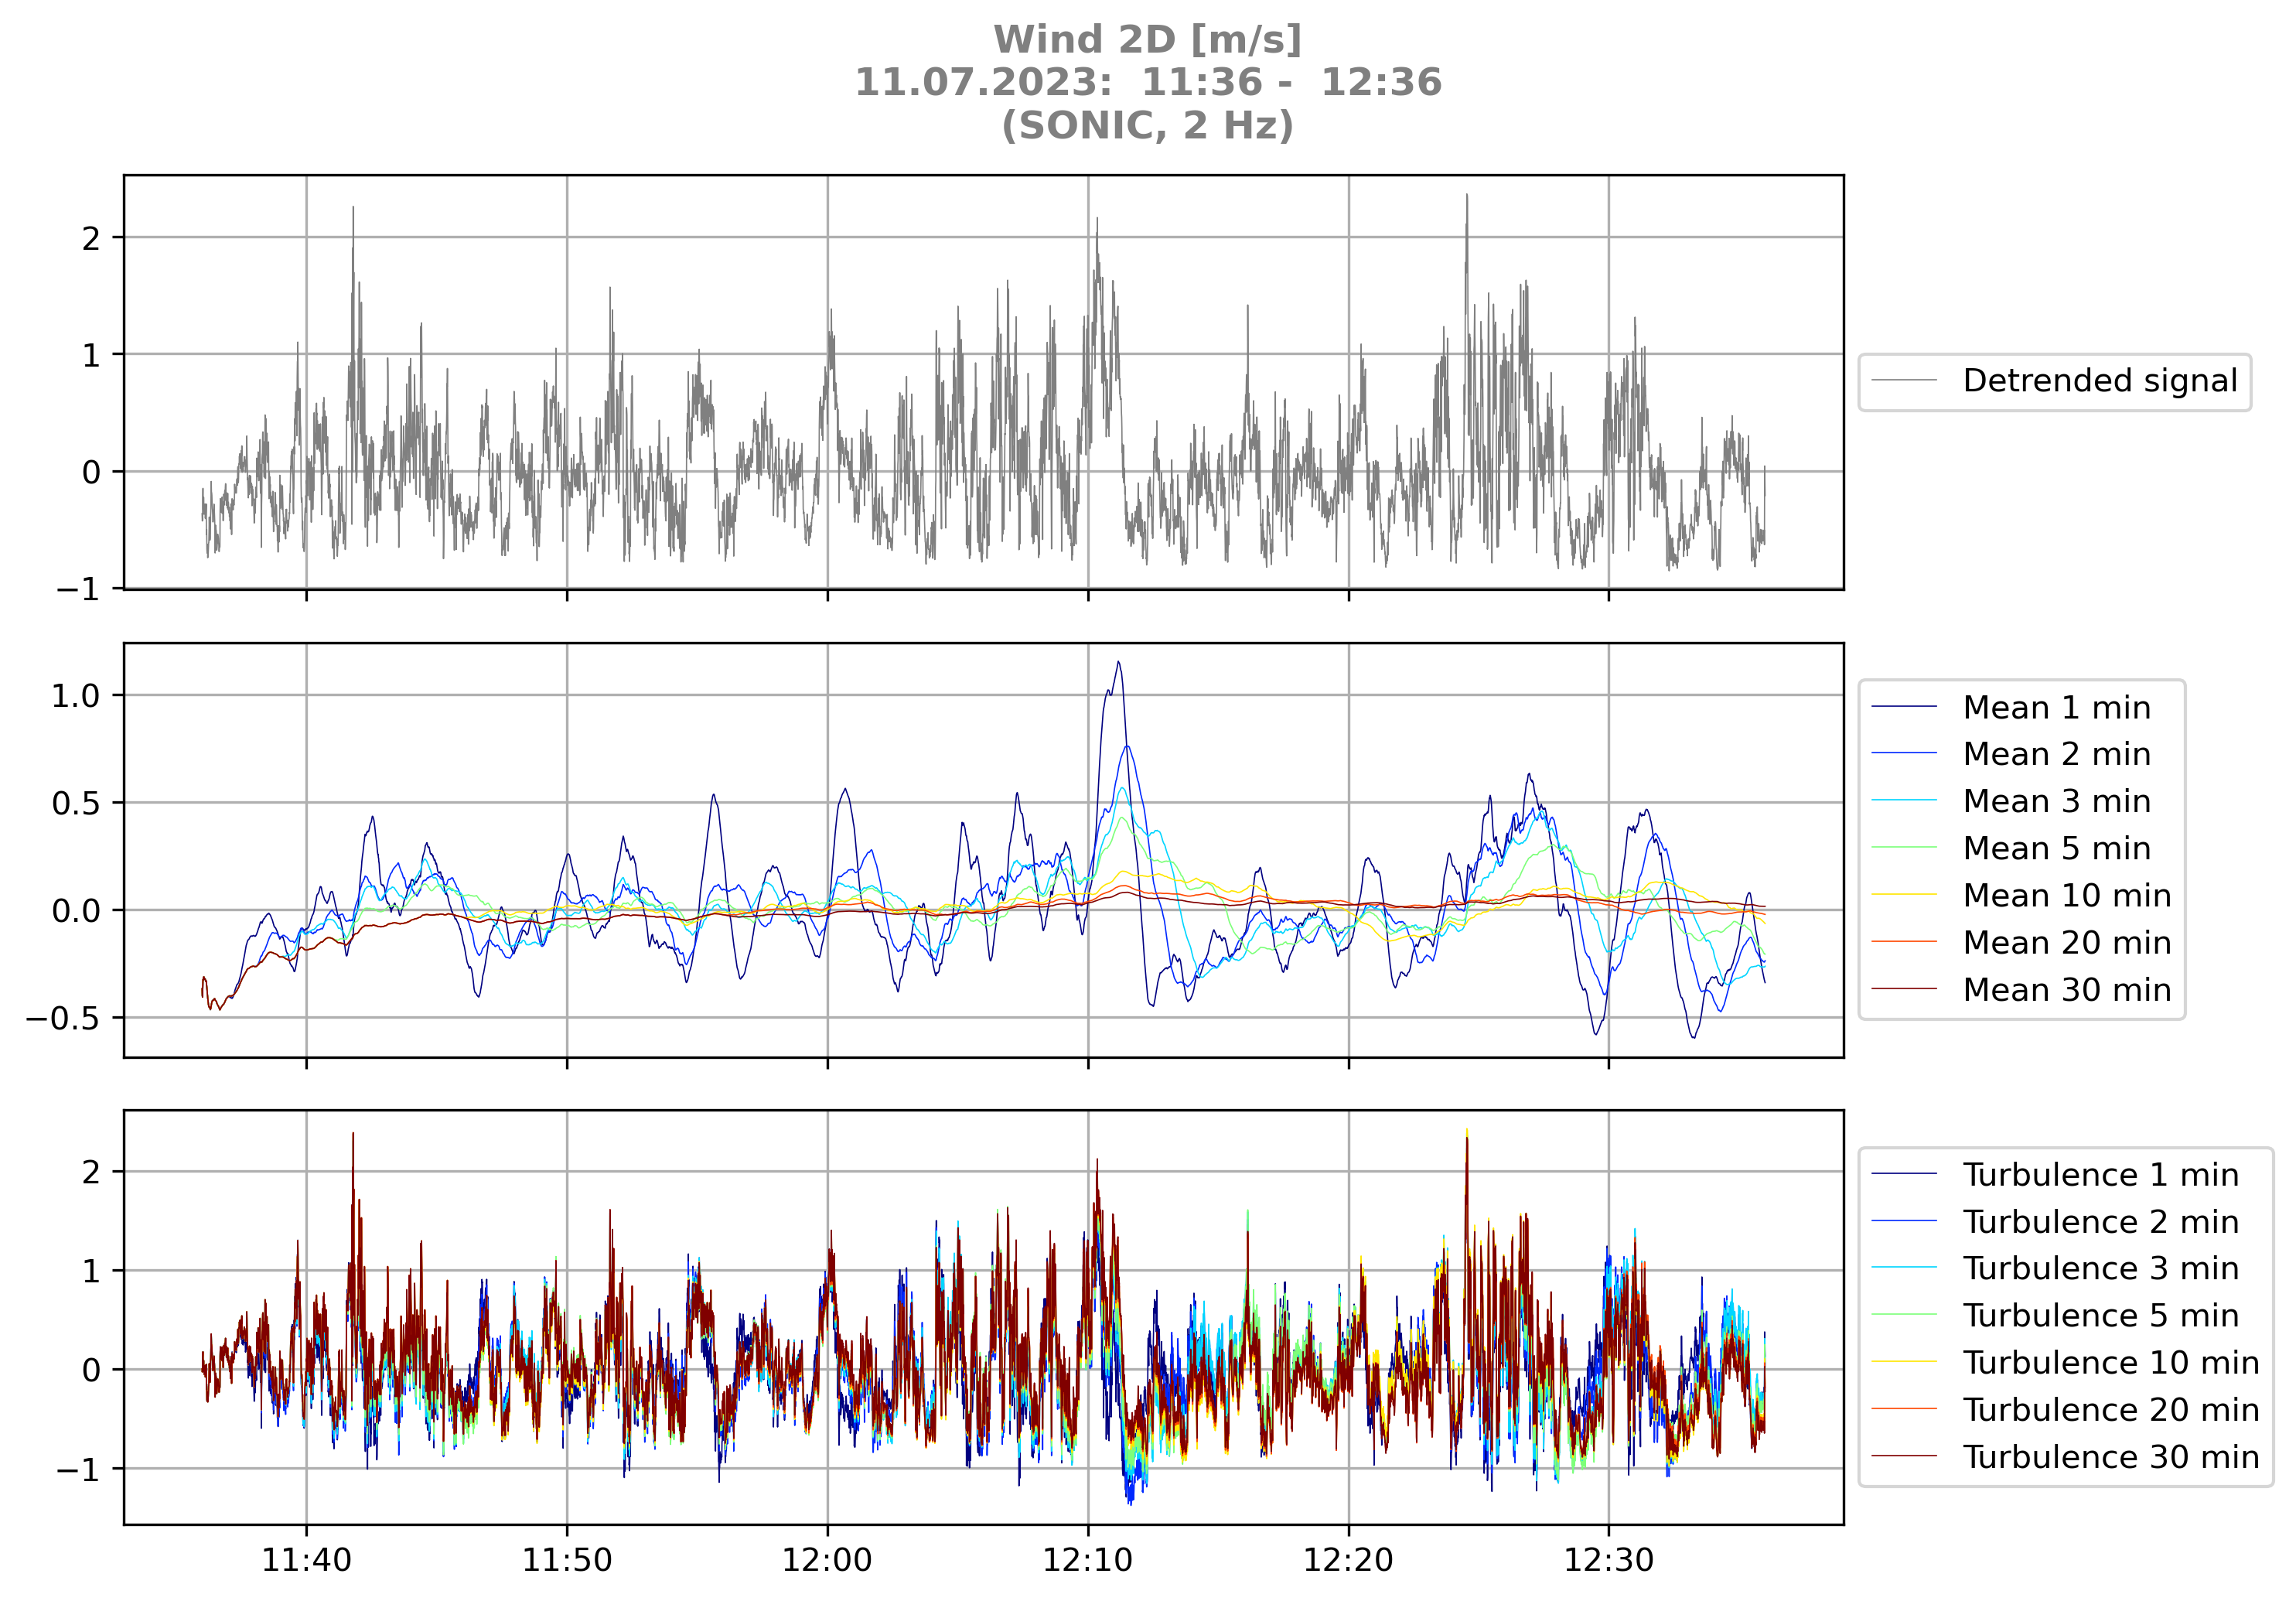 Wind 2D [m/s]
11.07.2023:  11:36 -  12:36
(SONIC, 2 Hz)
2
1
0
−1
Detrended signal
1.0
0.5
0.0
−0.5
Mean 1 min
Mean 2 min
Mean 3 min
Mean 5 min
Mean 10 min
Mean 20 min
Mean 30 min
2
1
0
−1
Turbulence 1 min
Turbulence 2 min
Turbulence 3 min
Turbulence 5 min
Turbulence 10 min
Turbulence 20 min
Turbulence 30 min
11:40 11:50 12:00 12:10 12:20 12:30